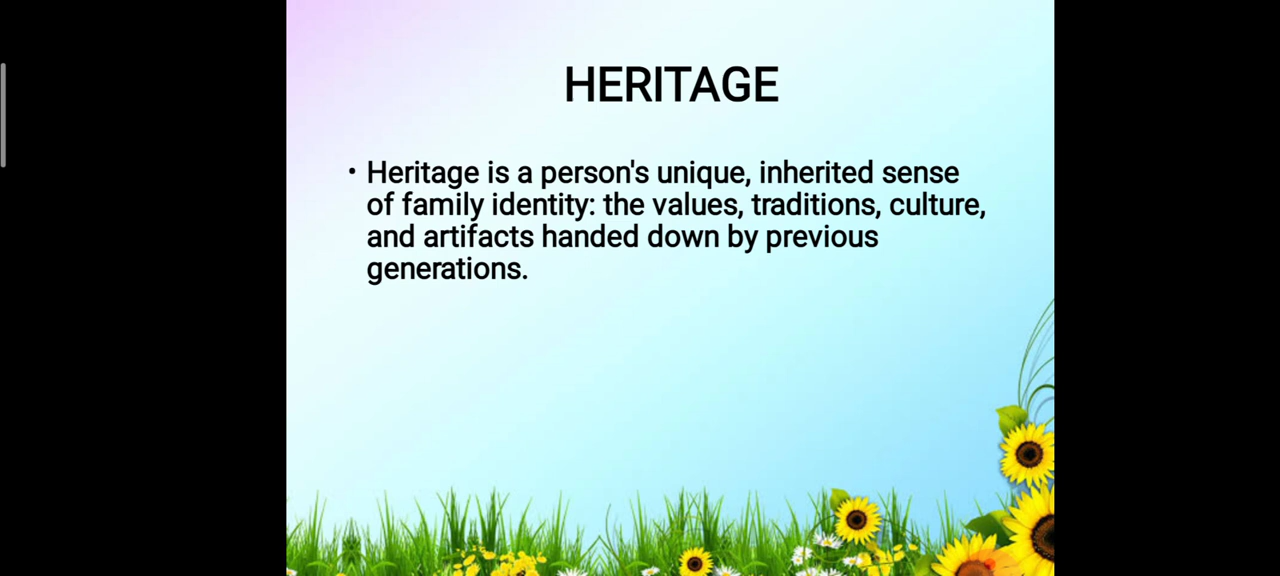 HERITAGE
• Heritage is a person's unique, inherited sense
of family identity: the values, traditions, culture,
and artifacts handed down by previous
generations.